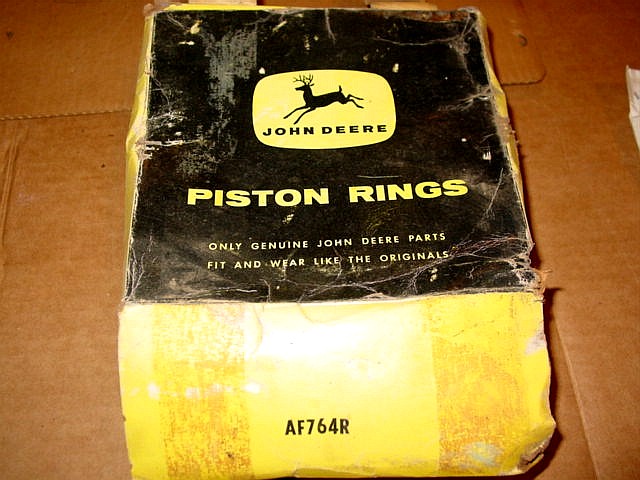 JOHN DEERE
PISTON RINGS
ONLY GENUINE JOHN DEERE PARTS
FIT AND WEAR LIKE THE ORIGINALS
AF764R